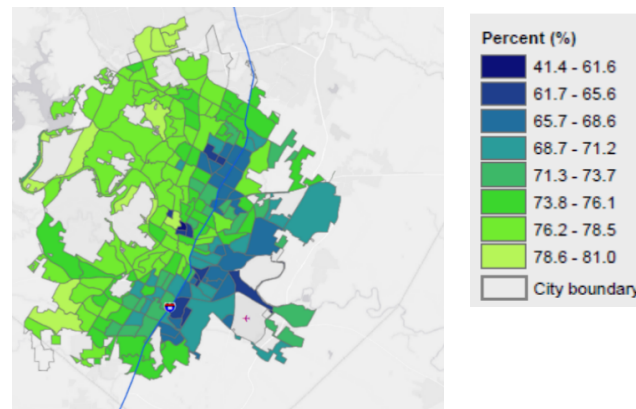 Percent (%)
41.4 - 61.6
61.7 - 65.6
65.7 - 68.6
68.7 - 71.2
71.3 - 73.7
73.8 - 76.1
76.2 - 78.5
78.6 - 81.0
City boundary